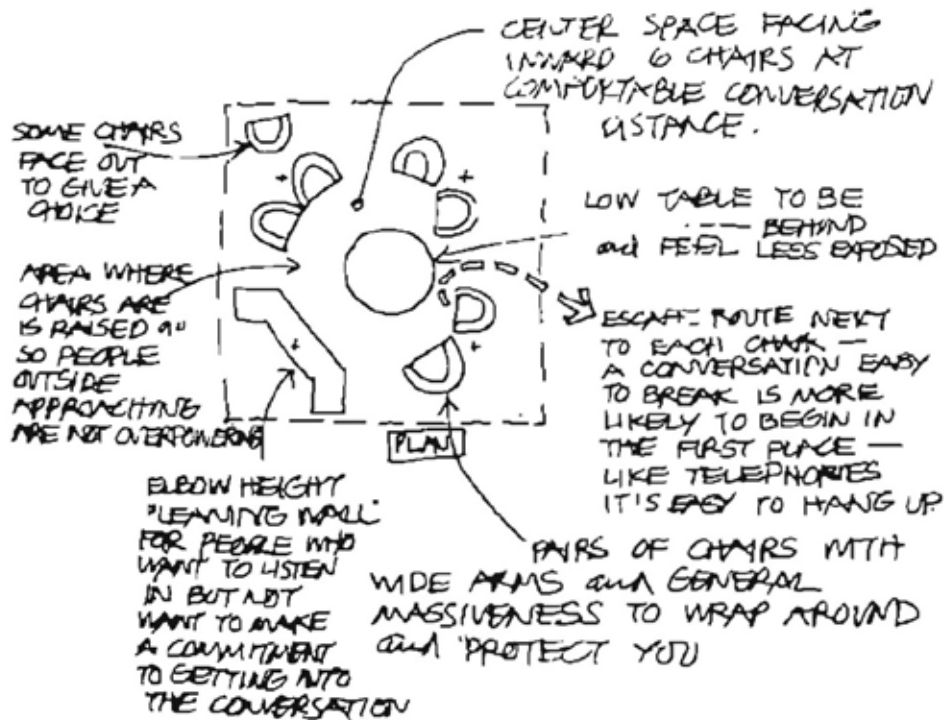 CENTER SPACE FACING
INWARD 6 CHAIRS AT
COMFORTABLE CONVERSATION
DISTANCE.
SOME CHAIRS
FACE OUT
TO GIVE A
CHOICE
LOW TABLE TO BE
BEHIND
and FEEL LESS EXPOSED
AREA WHERE
CHAIRS ARE
IS RAISED 9"
SO PEOPLE
OUTSIDE
APPROACHING
ARE NOT OVERPOWERING
ESCAPE ROUTE NEXT
TO EACH CHAIR —
A CONVERSATION EASY
TO BREAK IS MORE
LIKELY TO BEGIN IN
THE FIRST PLACE —
LIKE TELEPHONES
IT'S EASY TO HANG UP
PLAN
ELBOW HEIGHT
"LEANING WALL"
FOR PEOPLE WHO
WANT TO LISTEN
IN BUT NOT
WANT TO MAKE
A COMMITMENT
TO GETTING INTO
THE CONVERSATION
PAIRS OF CHAIRS WITH
WIDE ARMS and GENERAL
MASSIVENESS TO WRAP AROUND
and "PROTECT YOU